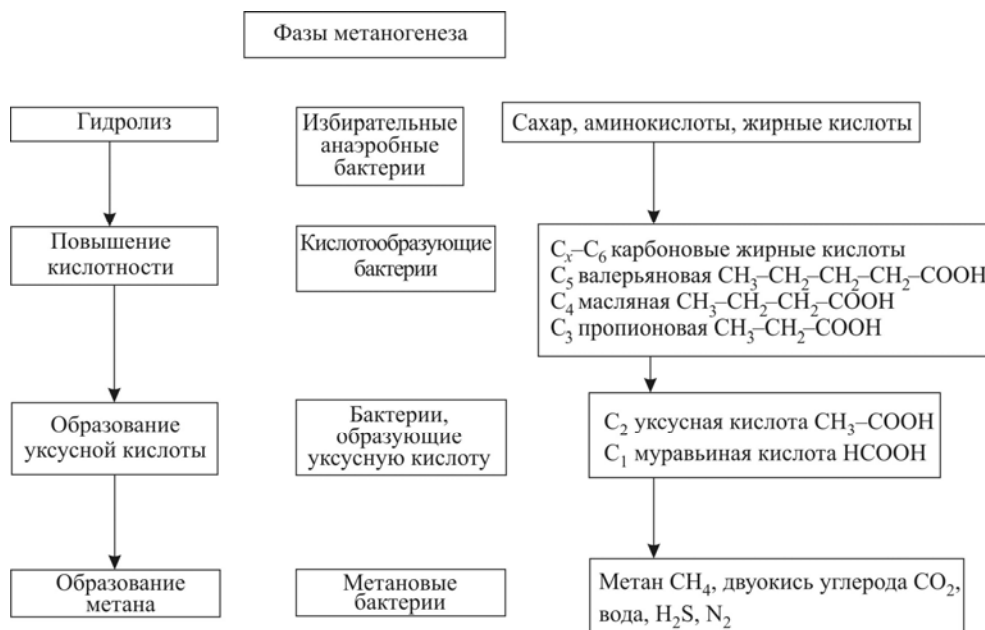 Фазы метаногенеза
Гидролиз
Избирательные
анаэробные
бактерии
Сахар, аминокислоты, жирные кислоты
Повышение
кислотности
Кислотообразующие
бактерии
Cₓ–C₆ карбоновые жирные кислоты
C₅ валерьяновая CH₃–CH₂–CH₂–CH₂–COOH
C₄ масляная CH₃–CH₂–CH₂–COOH
C₃ пропионовая CH₃–CH₂–COOH
Образование
уксусной кислоты
Бактерии,
образующие
уксусную кислоту
C₂ уксусная кислота CH₃–COOH
C₁ муравьиная кислота HCOOH
Образование
метана
Метановые
бактерии
Метан CH₄, двуокись углерода CO₂,
вода, H₂S, N₂